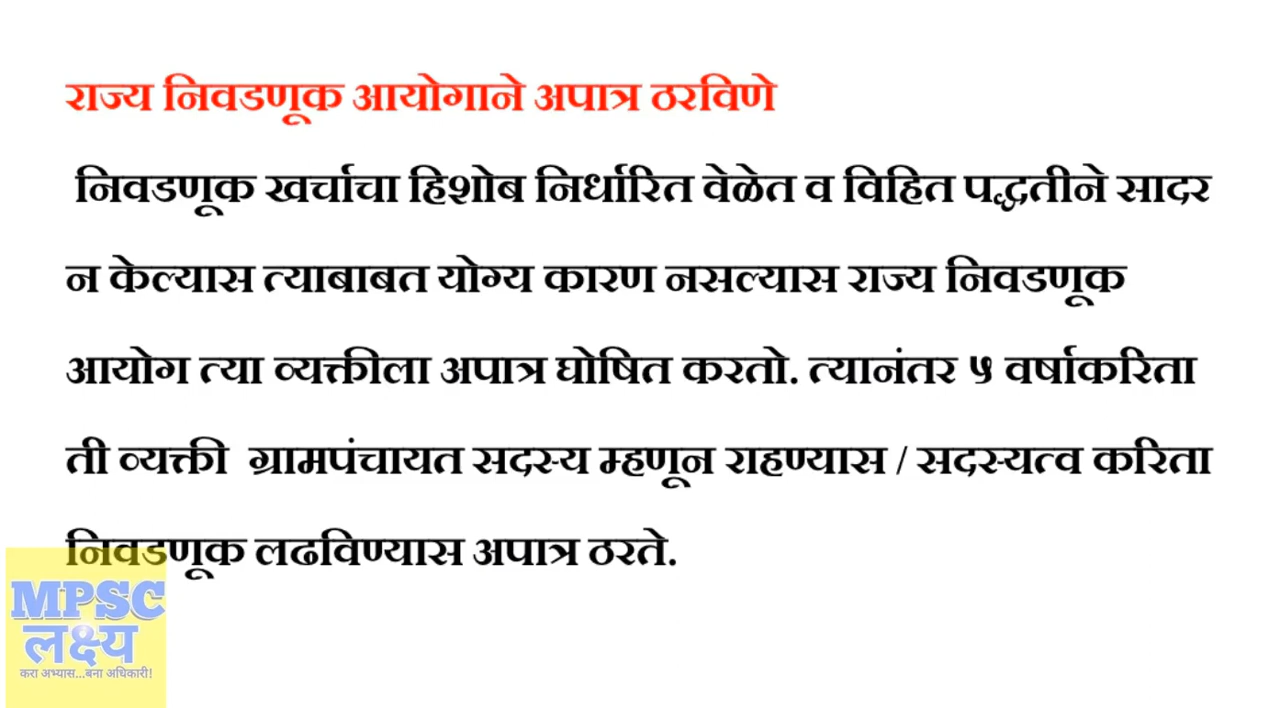 राज्य निवडणूक आयोगाने अपात्र ठरविणे
निवडणूक खर्चाचा हिशोब निर्धारित वेळेत व विहित पद्धतीने सादर
न केल्यास त्याबाबत योग्य कारण नसल्यास राज्य निवडणूक
आयोग त्या व्यक्तीला अपात्र घोषित करतो. त्यानंतर ५ वर्षाकरिता
ती व्यक्ती ग्रामपंचायत सदस्य म्हणून राहण्यास / सदस्यत्व करिता
निवडणूक लढविण्यास अपात्र ठरते.
MPSC
लक्ष्य
करा अभ्यास...बना अधिकारी!